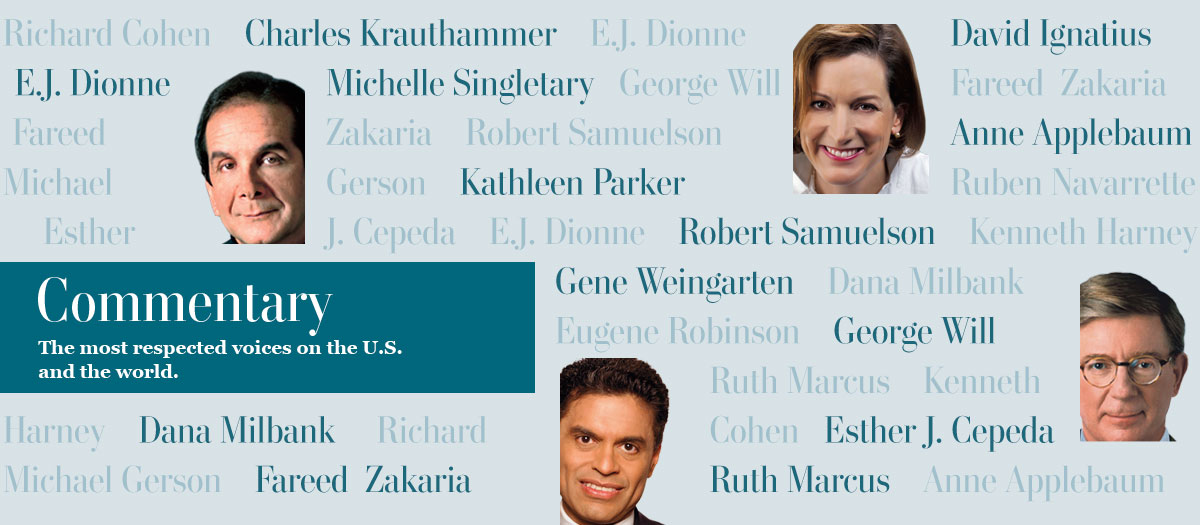 Richard Cohen Charles Krauthammer E.J. Dionne David Ignatius
E.J. Dionne Michelle Singletary George Will Fareed Zakaria
Fareed Zakaria Robert Samuelson Anne Applebaum
Michael Gerson Kathleen Parker Ruben Navarrette
Esther J. Cepeda E.J. Dionne Robert Samuelson Kenneth Harney
Commentary
The most respected voices on the U.S.
and the world.
Gene Weingarten Dana Milbank
Eugene Robinson George Will
Ruth Marcus Kenneth
Harney Dana Milbank Richard Cohen Esther J. Cepeda
Michael Gerson Fareed Zakaria Ruth Marcus Anne Applebaum